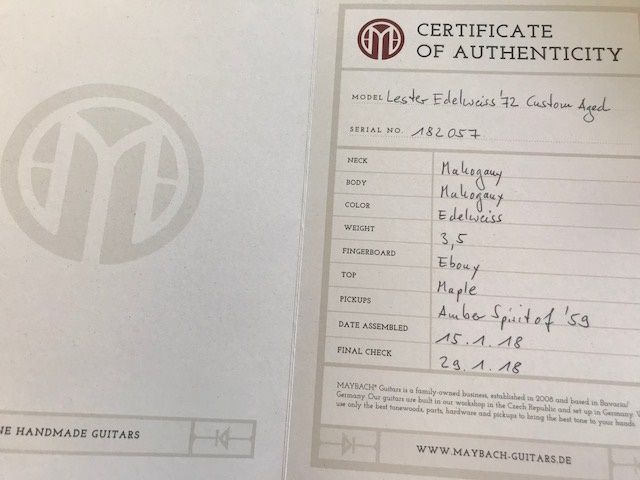 CERTIFICATE
OF AUTHENTICITY
MODEL Lester Edelweiss '72 Custom Aged
SERIAL NO. 182057
NECK Mahogany
BODY Mahogany
COLOR Edelweiss
WEIGHT 3,5
FINGERBOARD Ebony
TOP Maple
PICKUPS Amber Spirit of '59
DATE ASSEMBLED 15.1.18
FINAL CHECK 29.1.18
MAYBACH® Guitars is a family-owned business, established in 2008 and based in Bavaria/
Germany. Our guitars are built in our workshop in the Czech Republic and set up in Germany.
use only the best tonewoods, parts, hardware and pickups to bring the best tone to your hands.
HANDMADE GUITARS
WWW.MAYBACH-GUITARS.DE